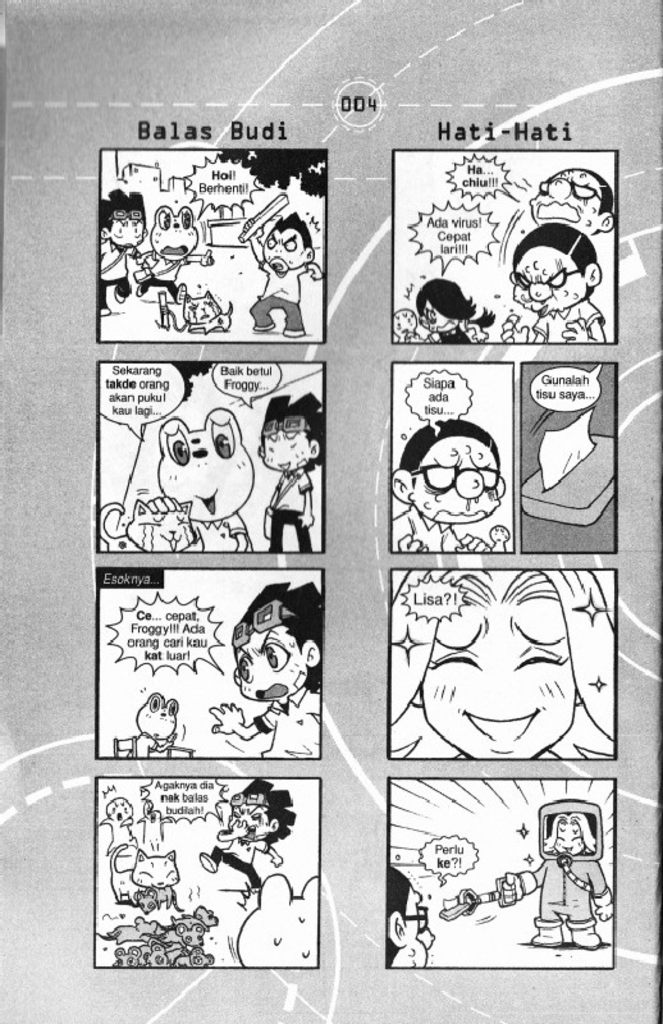 004
Balas Budi
Hoi!
Berhenti!
Sekarang
takde orang
akan pukul
kau lagi...
Baik betul
Froggy...
Esoknya...
Ce... cepat,
Froggy!!! Ada
orang cari kau
kat luar!
Agaknya dia
nak balas
budilah!
Hati-Hati
Ha...
chiu!!!
Ada virus!
Cepat
lari!!!
Siapa
ada
tisu....
Gunalah
tisu saya...
Lisa?!
Perlu
ke?!